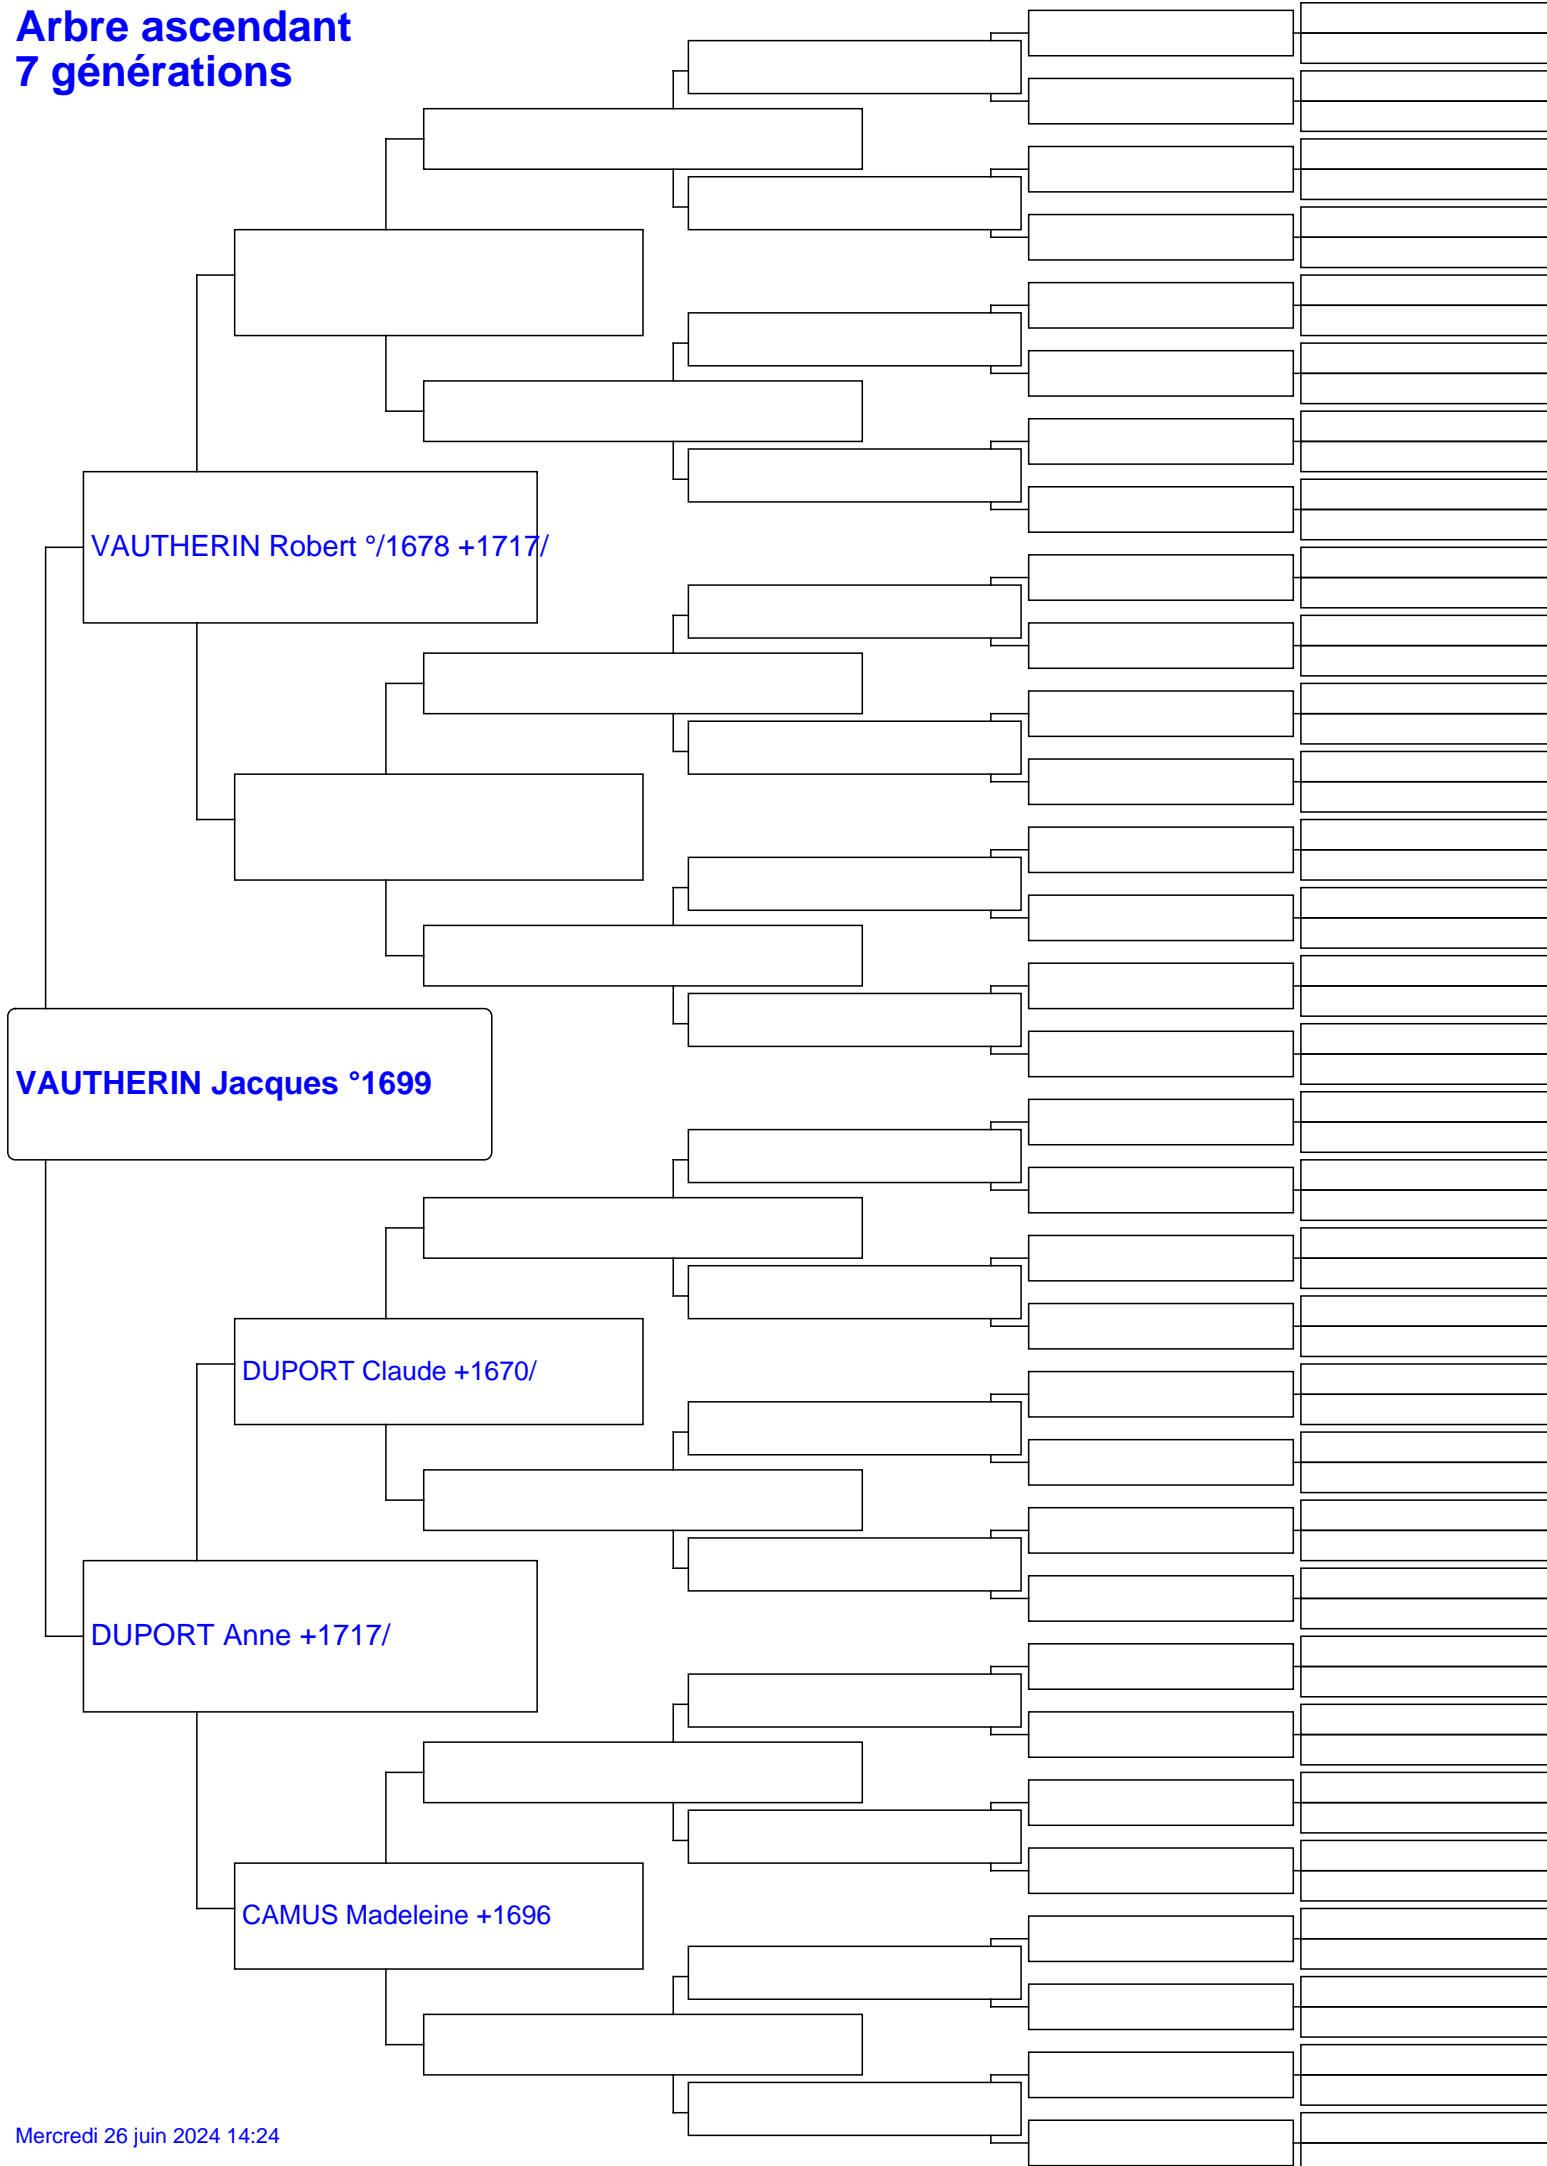 Arbre ascendant
7 générations
VAUTHERIN Robert °/1678 +1717/
VAUTHERIN Jacques °1699
DUPORT Claude +1670/
DUPORT Anne +1717/
CAMUS Madeleine +1696
Mercredi 26 juin 2024 14:24